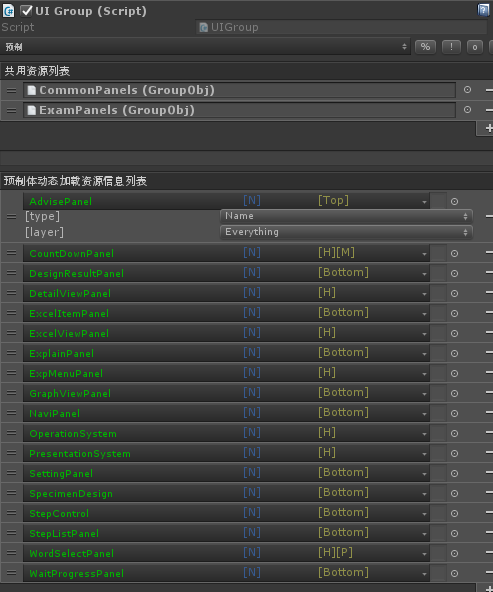 UI Group (Script)
Script UIGroup
预制 % ! o
共用资源列表
CommonPanels (GroupObj)
ExamPanels (GroupObj)
预制体动态加载资源信息列表
AdvisePanel [N] [Top]
[type] Name
[layer] Everything
CountDownPanel [N] [H][M]
DesignResultPanel [N] [Bottom]
DetailViewPanel [N] [H]
ExcelItemPanel [N] [Bottom]
ExcelViewPanel [N] [H]
ExplainPanel [N] [Bottom]
ExpMenuPanel [N] [H]
GraphViewPanel [N] [Bottom]
NaviPanel [N] [Bottom]
OperationSystem [N] [H]
PresentationSystem [N] [H]
SettingPanel [N] [Bottom]
SpecimenDesign [N] [Bottom]
StepControl [N] [Bottom]
StepListPanel [N] [Bottom]
WordSelectPanel [N] [H][P]
WaitProgressPanel [N] [Bottom]